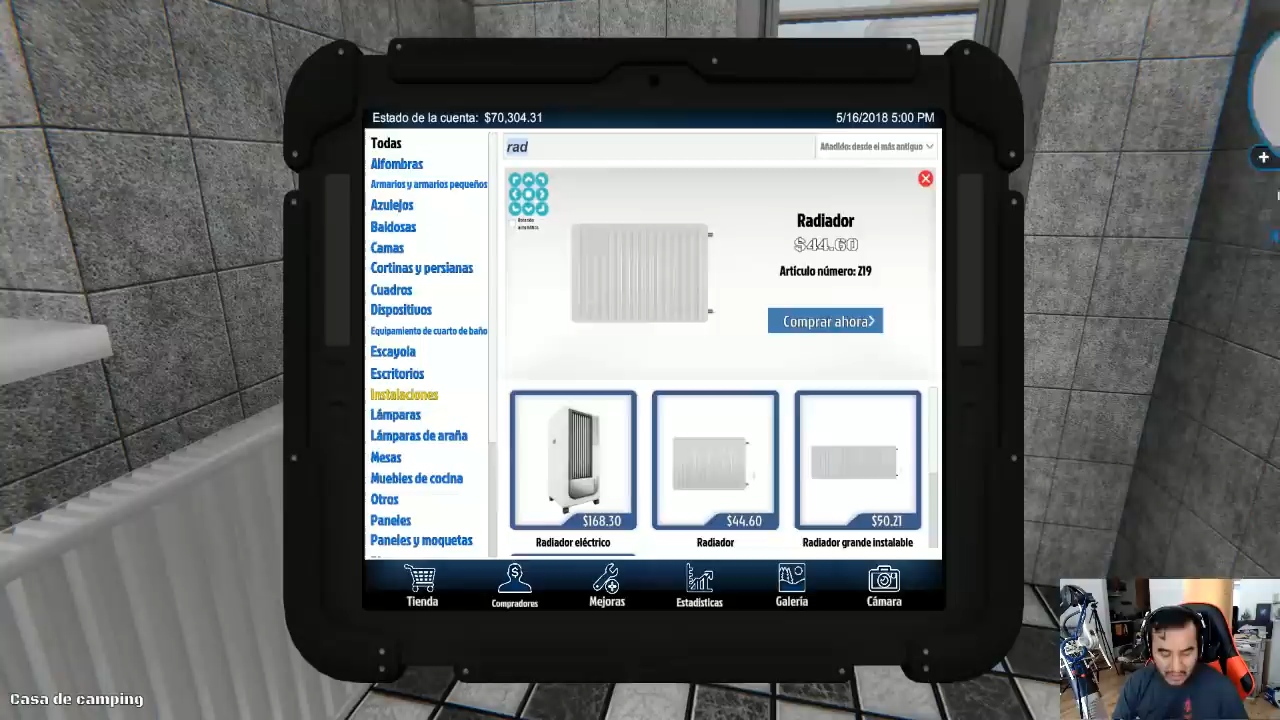 Estado de la cuenta: $70,304.31
5/16/2018 5:00 PM
Todas
Alfombras
Armarios y armarios pequeños
Azulejos
Baldosas
Camas
Cortinas y persianas
Cuadros
Dispositivos
Equipamiento de cuarto de baño
Escayola
Escritorios
Instalaciones
Lámparas
Lámparas de araña
Mesas
Muebles de cocina
Otros
Paneles
Paneles y moquetas
rad
Añadido: desde el más antiguo
Radiador
$44.60
Artículo número: Z19
Comprar ahora>
$168.30
$44.60
$50.21
Radiador eléctrico
Radiador
Radiador grande instalable
Tienda
Compradores
Mejoras
Estadísticas
Galería
Cámara
Casa de camping